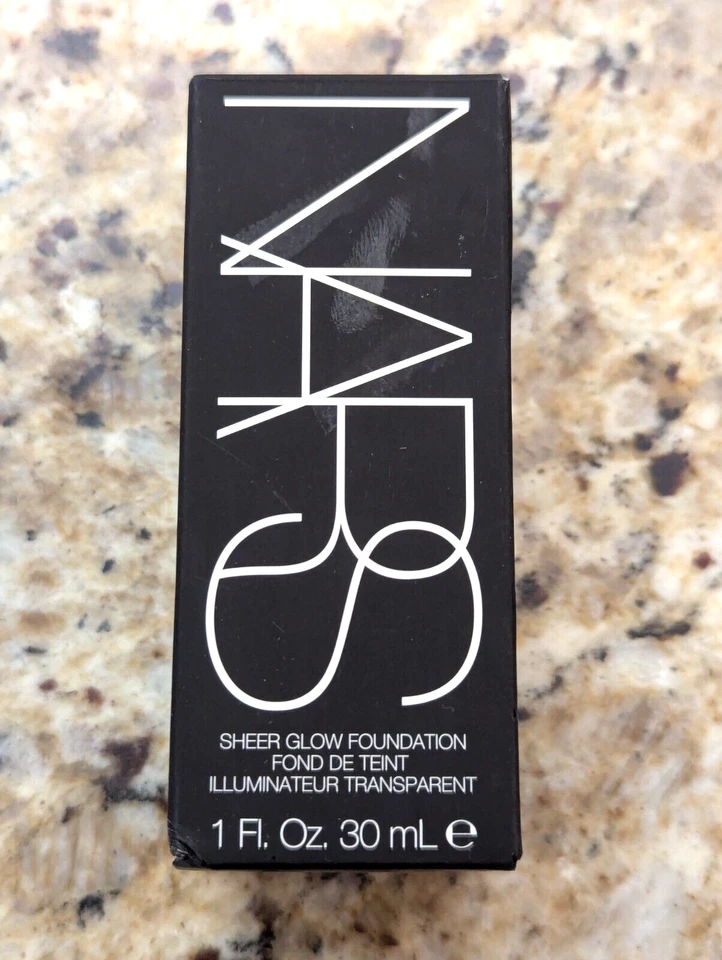 NARS
SHEER GLOW FOUNDATION
FOND DE TEINT
ILLUMINATEUR TRANSPARENT
1 Fl. Oz. 30 mL ℮